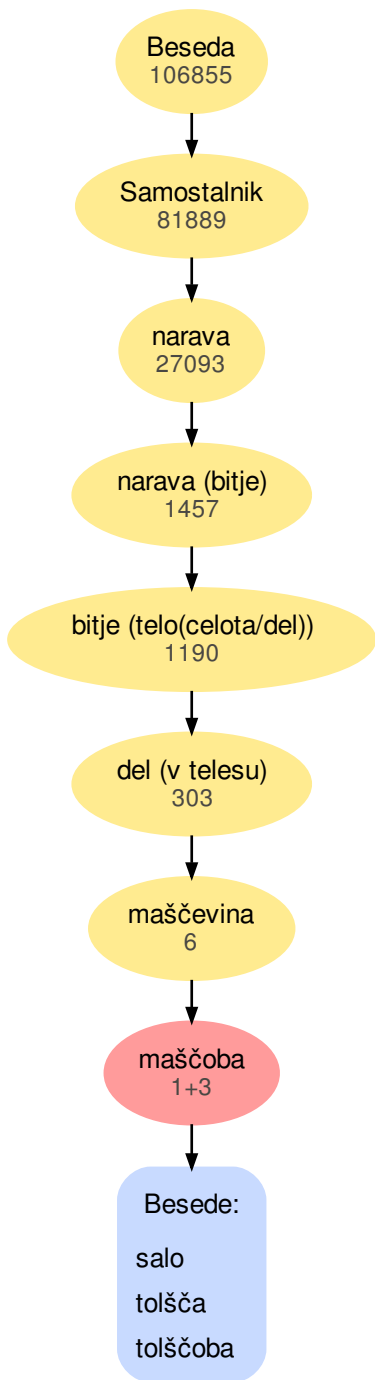 Beseda
106855
Samostalnik
81889
narava
27093
narava (bitje)
1457
bitje (telo(celota/del))
1190
del (v telesu)
303
maščevina
6
maščoba
1+3
Besede:
salo
tolšča
tolščoba